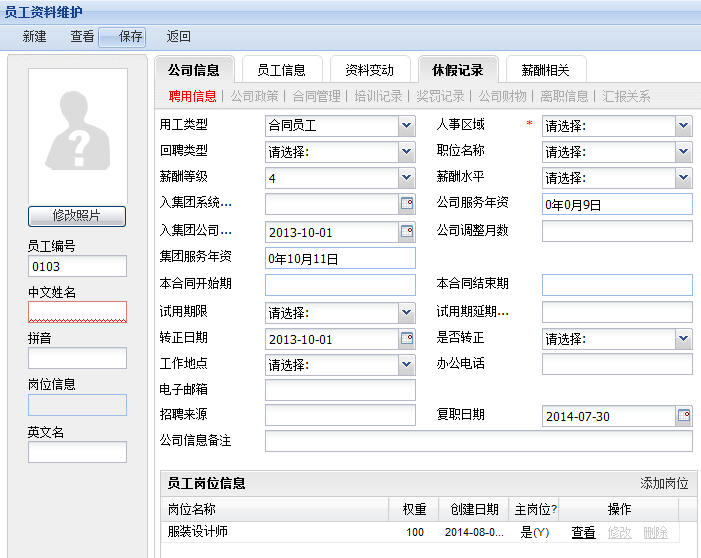 员工资料维护
新建 查看 保存 返回
公司信息 员工信息 资料变动 休假记录 薪酬相关
聘用信息 | 公司政策 | 合同管理 | 培训记录 | 奖罚记录 | 公司财物 | 离职信息 | 汇报关系
修改照片
员工编号
0103
中文姓名
拼音
岗位信息
英文名
用工类型 合同员工 人事区域 * 请选择:
回聘类型 请选择: 职位名称 请选择:
薪酬等级 4 薪酬水平 请选择:
入集团系统... 公司服务年资 0年0月9日
入集团公司... 2013-10-01 公司调整月数
集团服务年资 0年10月11日
本合同开始期 本合同结束期
试用期限 请选择: 试用期延期...
转正日期 2013-10-01 是否转正 请选择:
工作地点 请选择: 办公电话
电子邮箱
招聘来源 复职日期 2014-07-30
公司信息备注
员工岗位信息 添加岗位
岗位名称 权重 创建日期 主岗位? 操作
服装设计师 100 2014-08-0... 是(Y) 查看 修改 删除